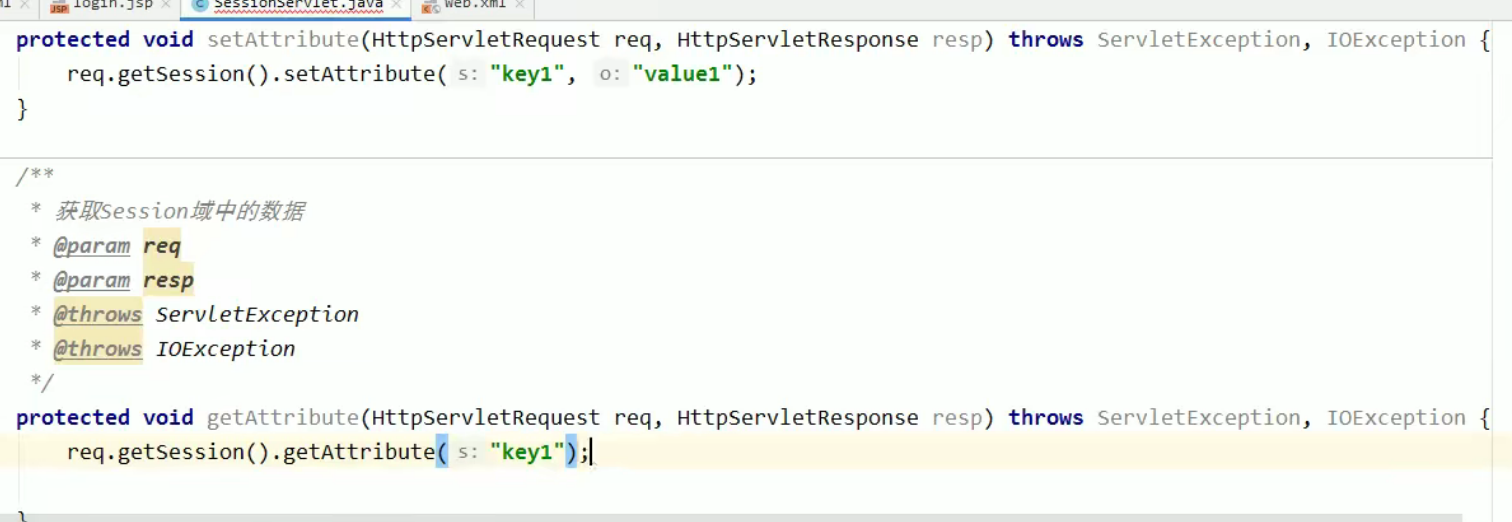 login.jsp SessionServlet.java web.xml
protected void setAttribute(HttpServletRequest req, HttpServletResponse resp) throws ServletException, IOException {
req.getSession().setAttribute( s: "key1", o: "value1");
}
/**
* 获取Session域中的数据
* @param req
* @param resp
* @throws ServletException
* @throws IOException
*/
protected void getAttribute(HttpServletRequest req, HttpServletResponse resp) throws ServletException, IOException {
req.getSession().getAttribute( s: "key1");
}